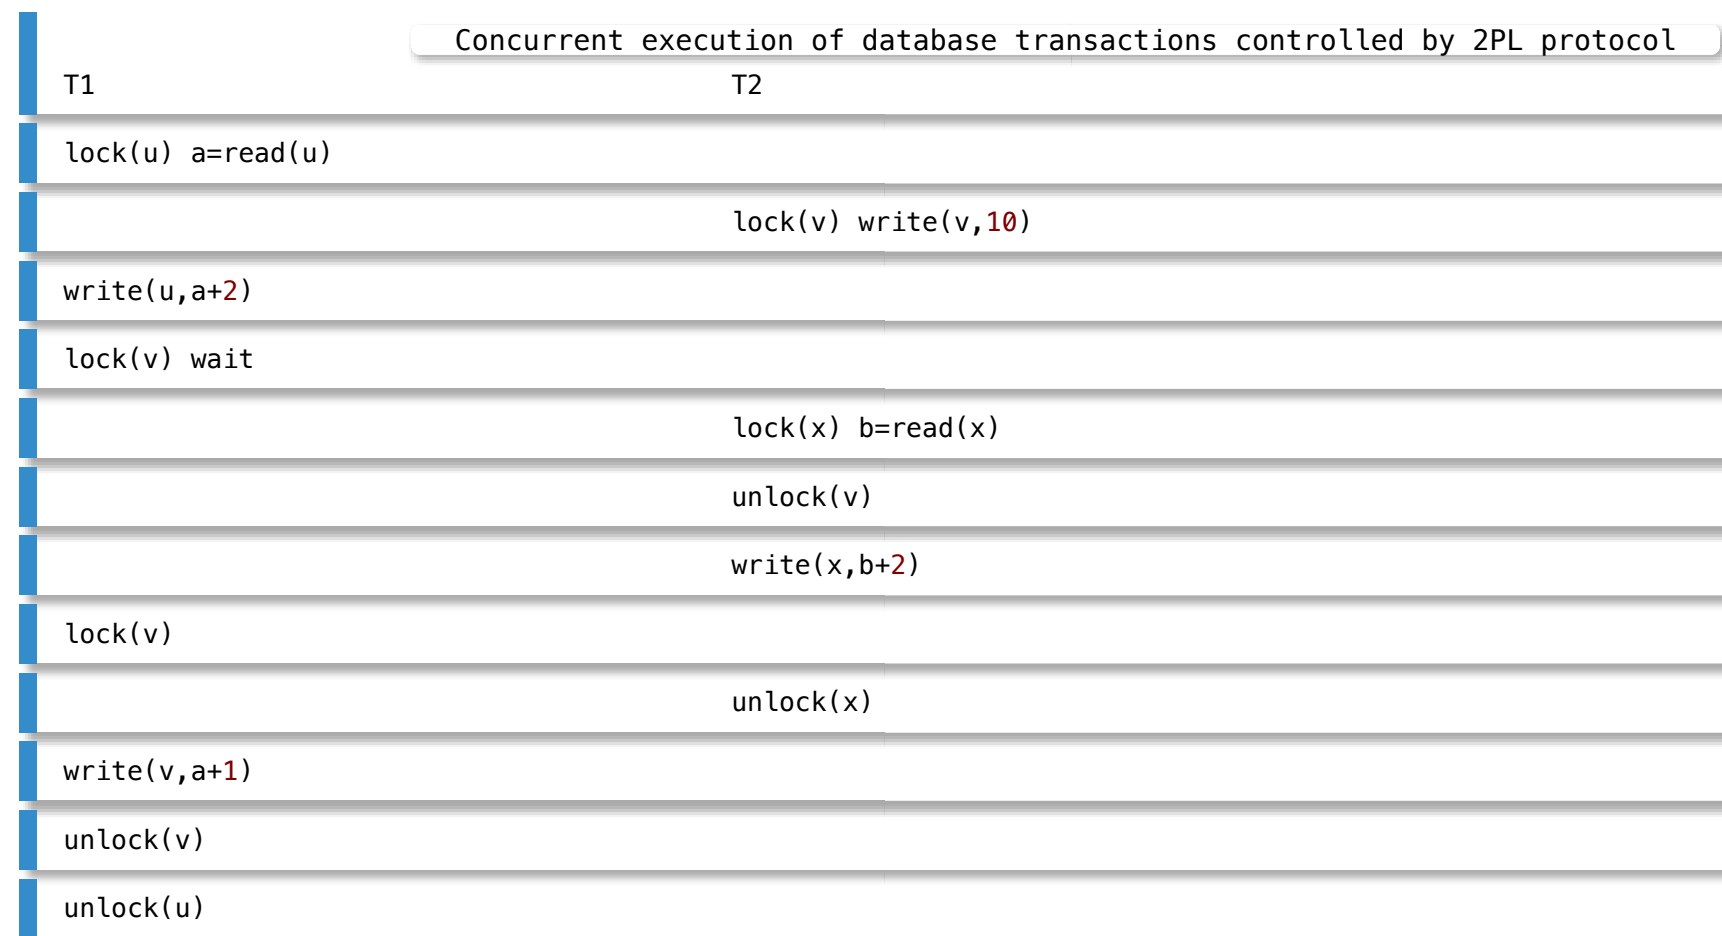 Concurrent execution of database transactions controlled by 2PL protocol
T1 T2
lock(u) a=read(u)
lock(v) write(v,10)
write(u,a+2)
lock(v) wait
lock(x) b=read(x)
unlock(v)
write(x,b+2)
lock(v)
unlock(x)
write(v,a+1)
unlock(v)
unlock(u)